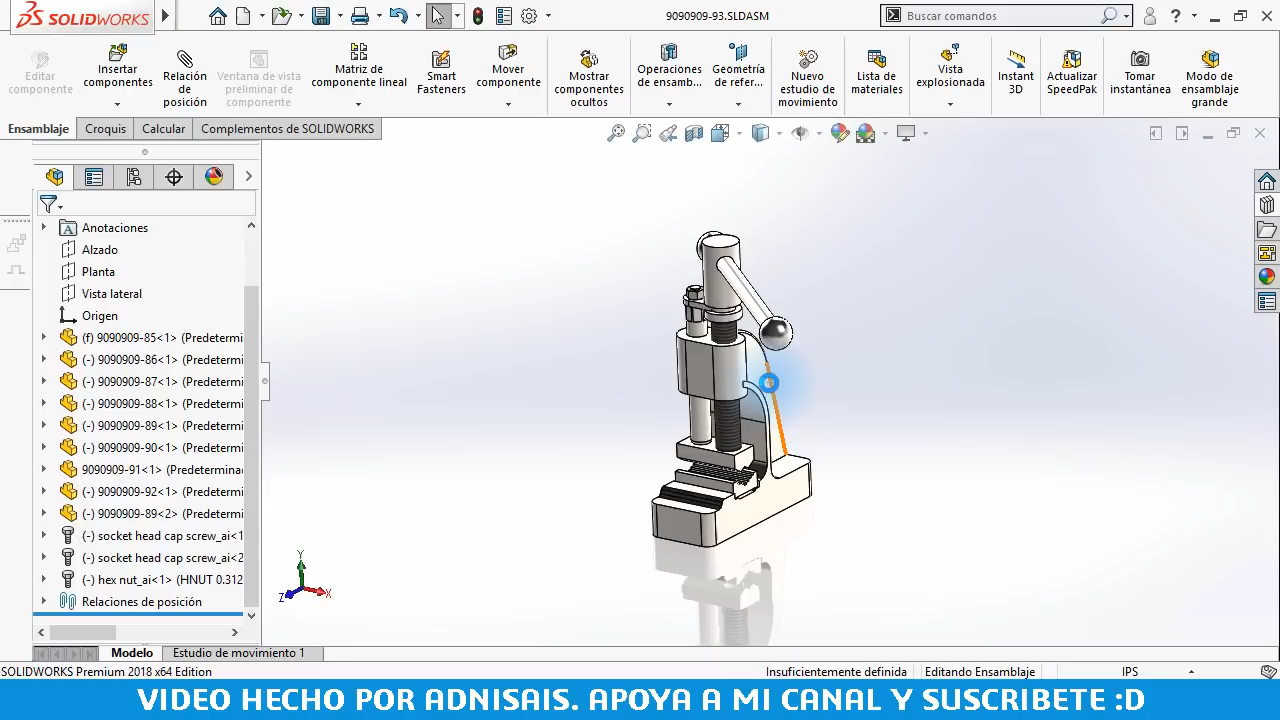 SOLIDWORKS
9090909-93.SLDASM
Buscar comandos
Editar componente
Insertar componentes
Relación de posición
Ventana de vista preliminar de componente
Matriz de componente lineal
Smart Fasteners
Mover componente
Mostrar componentes ocultos
Operaciones de ensamb...
Geometría de refer...
Nuevo estudio de movimiento
Lista de materiales
Vista explosionada
Instant 3D
Actualizar SpeedPak
Tomar instantánea
Modo de ensamblaje grande
Ensamblaje
Croquis
Calcular
Complementos de SOLIDWORKS
Anotaciones
Alzado
Planta
Vista lateral
Origen
(f) 9090909-85<1> (Predetermi
(-) 9090909-86<1> (Predetermi
(-) 9090909-87<1> (Predetermi
(-) 9090909-88<1> (Predetermi
(-) 9090909-89<1> (Predetermi
(-) 9090909-90<1> (Predetermi
9090909-91<1> (Predetermina
(-) 9090909-92<1> (Predetermi
(-) 9090909-89<2> (Predetermi
(-) socket head cap screw_ai<1
(-) socket head cap screw_ai<2
(-) hex nut_ai<1> (HNUT 0.312
Relaciones de posición
Y
Z
X
Modelo
Estudio de movimiento 1
SOLIDWORKS Premium 2018 x64 Edition
Insuficientemente definida
Editando Ensamblaje
IPS
VIDEO HECHO POR ADNISAIS. APOYA A MI CANAL Y SUSCRIBETE :D